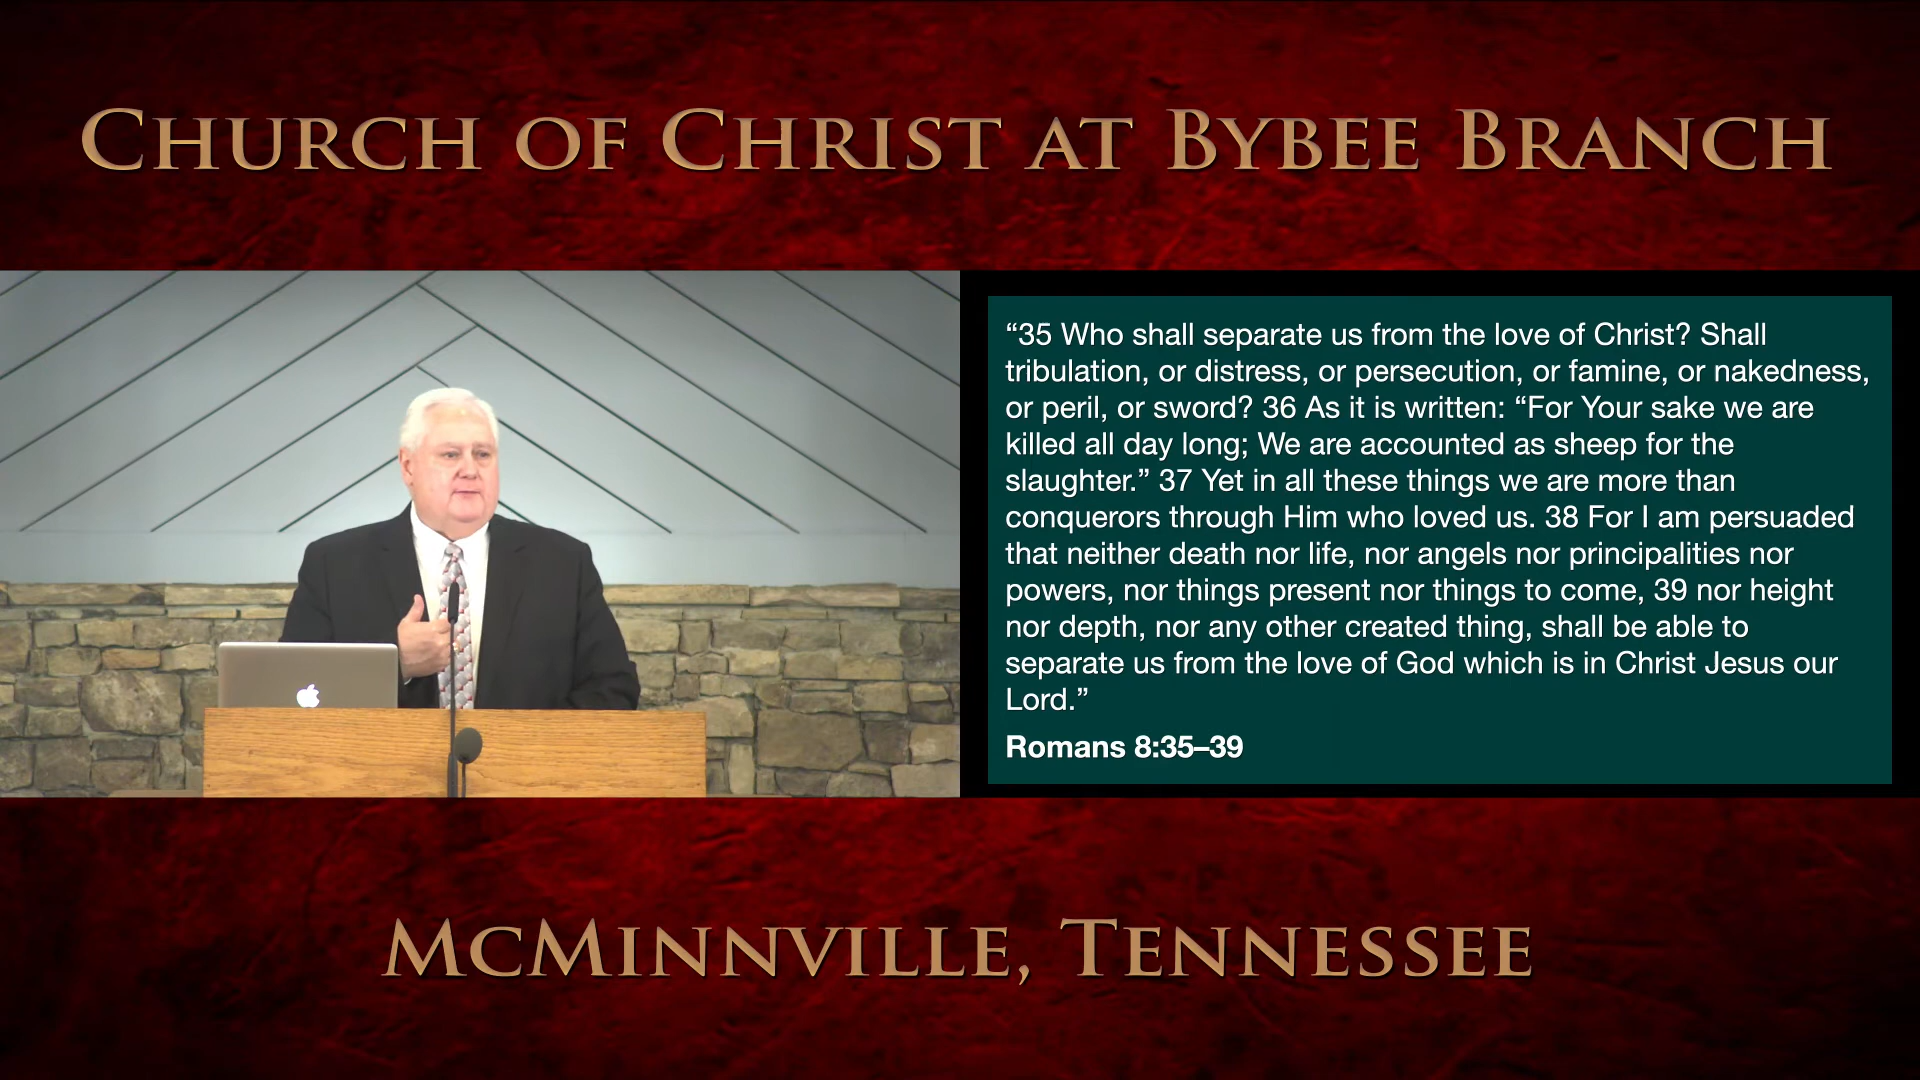 Church of Christ at Bybee Branch
“35 Who shall separate us from the love of Christ? Shall
tribulation, or distress, or persecution, or famine, or nakedness,
or peril, or sword? 36 As it is written: “For Your sake we are
killed all day long; We are accounted as sheep for the
slaughter.” 37 Yet in all these things we are more than
conquerors through Him who loved us. 38 For I am persuaded
that neither death nor life, nor angels nor principalities nor
powers, nor things present nor things to come, 39 nor height
nor depth, nor any other created thing, shall be able to
separate us from the love of God which is in Christ Jesus our
Lord.”
Romans 8:35–39
McMinnville, Tennessee